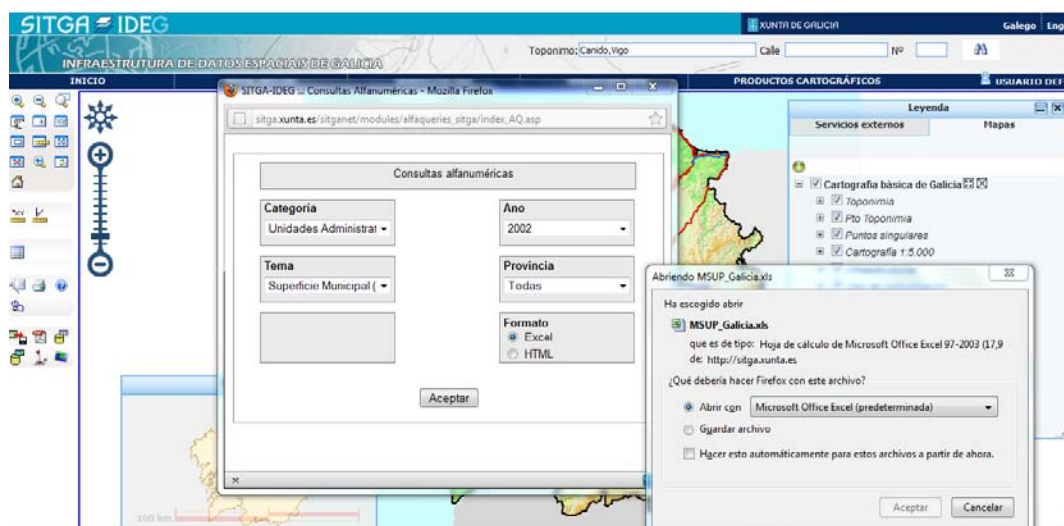 SITGA IDEG
XUNTA DE GALICIA
Galego Eng
Toponimo: Canido,Vigo
Calle
Nº
INFRAESTRUTURA DE DATOS ESPACIAIS DE GALICIA
INICIO
PRODUCTOS CARTOGRÁFICOS
USUARIO DEF
SITGA-IDEG :: Consultas Alfanuméricas - Mozilla Firefox
sitga.xunta.es/sitganet/modules/alfaqueries_sitga/index_AQ.asp
Consultas alfanuméricas
Categoría
Unidades Administrat
Ano
2002
Tema
Superficie Municipal (
Provincia
Todas
Formato
Excel
HTML
Aceptar
Leyenda
Servicios externos
Mapas
Cartografia básica de Galicia
Toponimia
Pto Toponimia
Puntos singulares
Cartografía 1:5.000
Abriendo MSUP_Galicia.xls
Ha escogido abrir
MSUP_Galicia.xls
que es de tipo: Hoja de cálculo de Microsoft Office Excel 97-2003 (17,9
de: http://sitga.xunta.es
¿Qué debería hacer Firefox con este archivo?
Abrir con
Microsoft Office Excel (predeterminada)
Guardar archivo
Hacer esto automáticamente para estos archivos a partir de ahora.
Aceptar
Cancelar
100 km